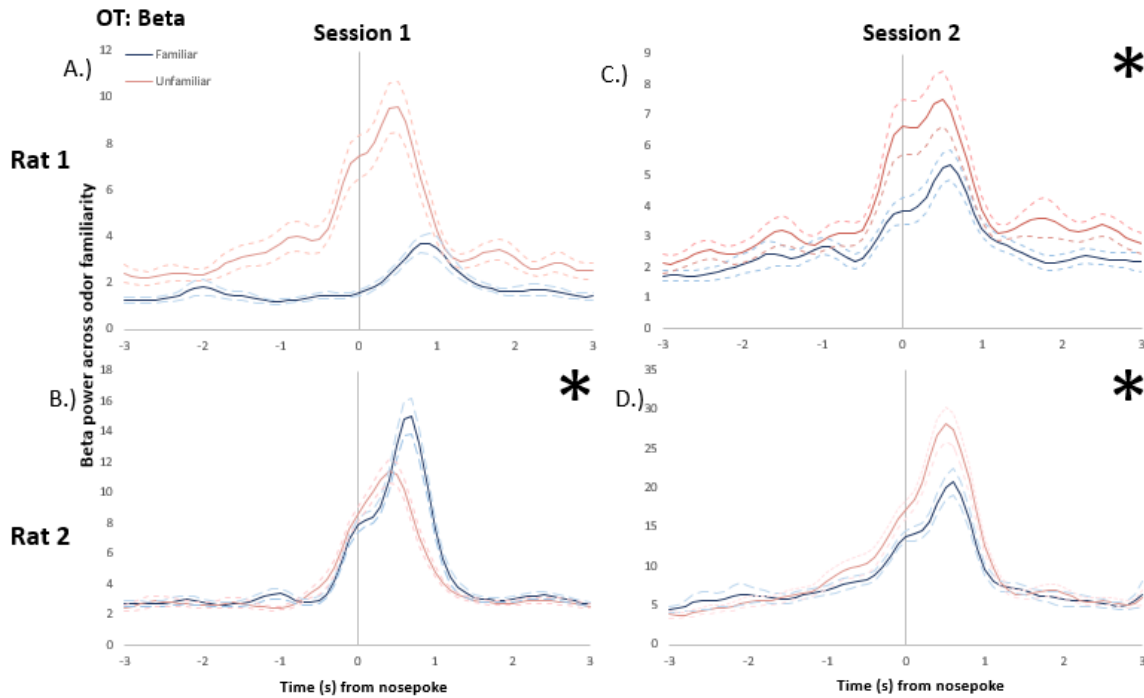 OT: Beta
Session 1
Session 2
A.)
Familiar
Unfamiliar
12
10
8
6
4
2
0
-3 -2 -1 0 1 2 3
C.)
*
9
8
7
6
5
4
3
2
1
0
-3 -2 -1 0 1 2 3
Rat 1
Beta power across odor familiarity
B.)
*
18
16
14
12
10
8
6
4
2
0
-3 -2 -1 0 1 2 3
D.)
*
35
30
25
20
15
10
5
0
-3 -2 -1 0 1 2 3
Rat 2
Time (s) from nosepoke
Time (s) from nosepoke